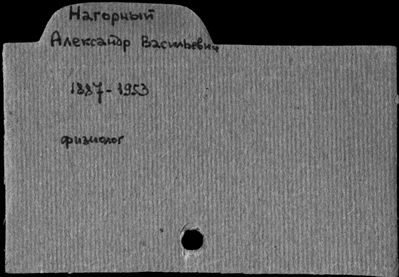 Нагорный
Александр Васильевич
1887-1953
физиолог